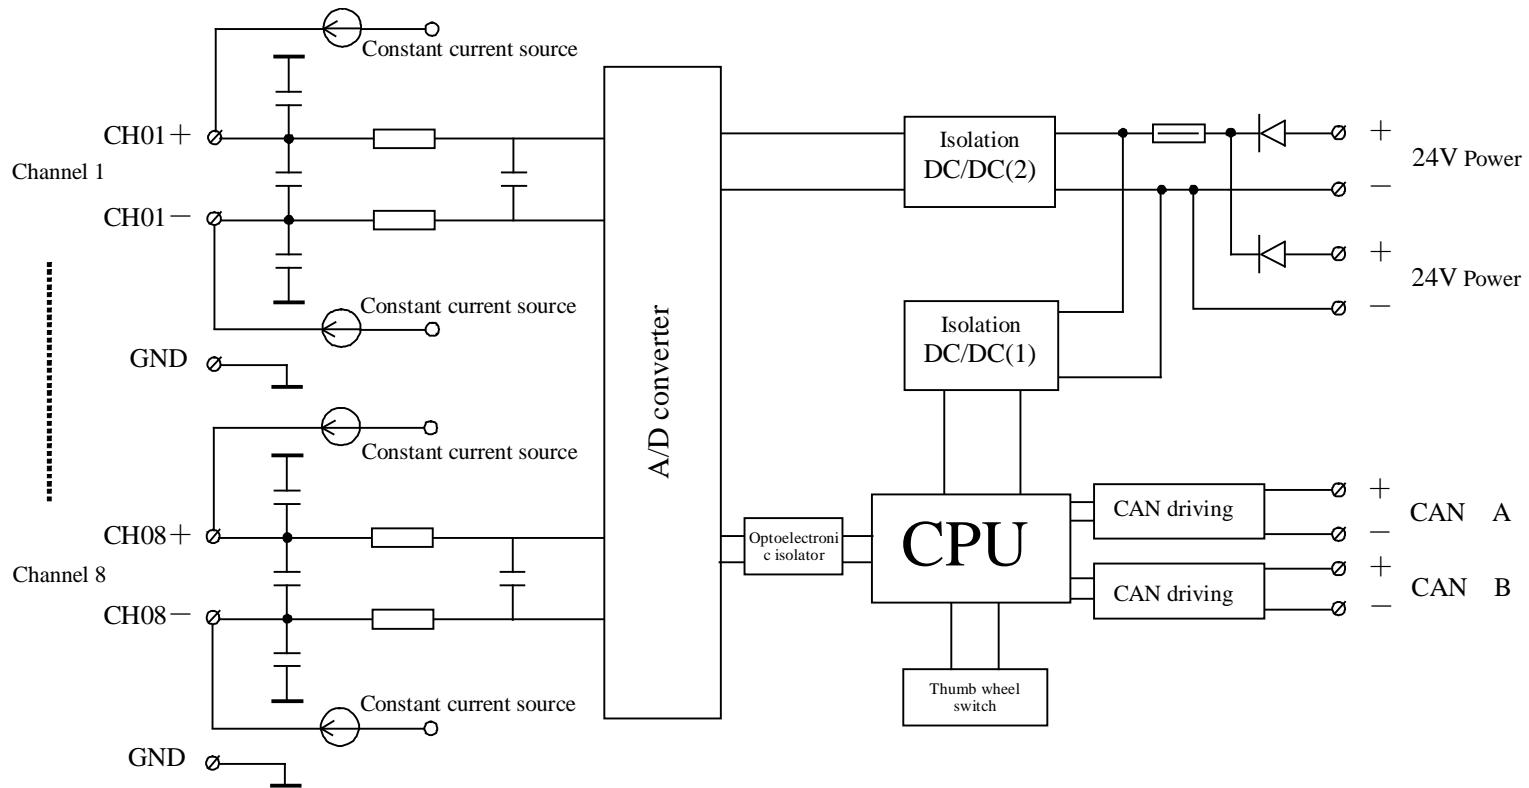 Constant current source
CH01＋
Channel 1
CH01－
Constant current source
GND
Constant current source
CH08＋
Channel 8
CH08－
Constant current source
GND
A/D converter
Isolation
DC/DC(2)
＋
24V Power
－
＋
24V Power
－
Isolation
DC/DC(1)
Optoelectroni
c isolator
CPU
CAN driving
＋
CAN A
－
CAN driving
＋
CAN B
－
Thumb wheel
switch